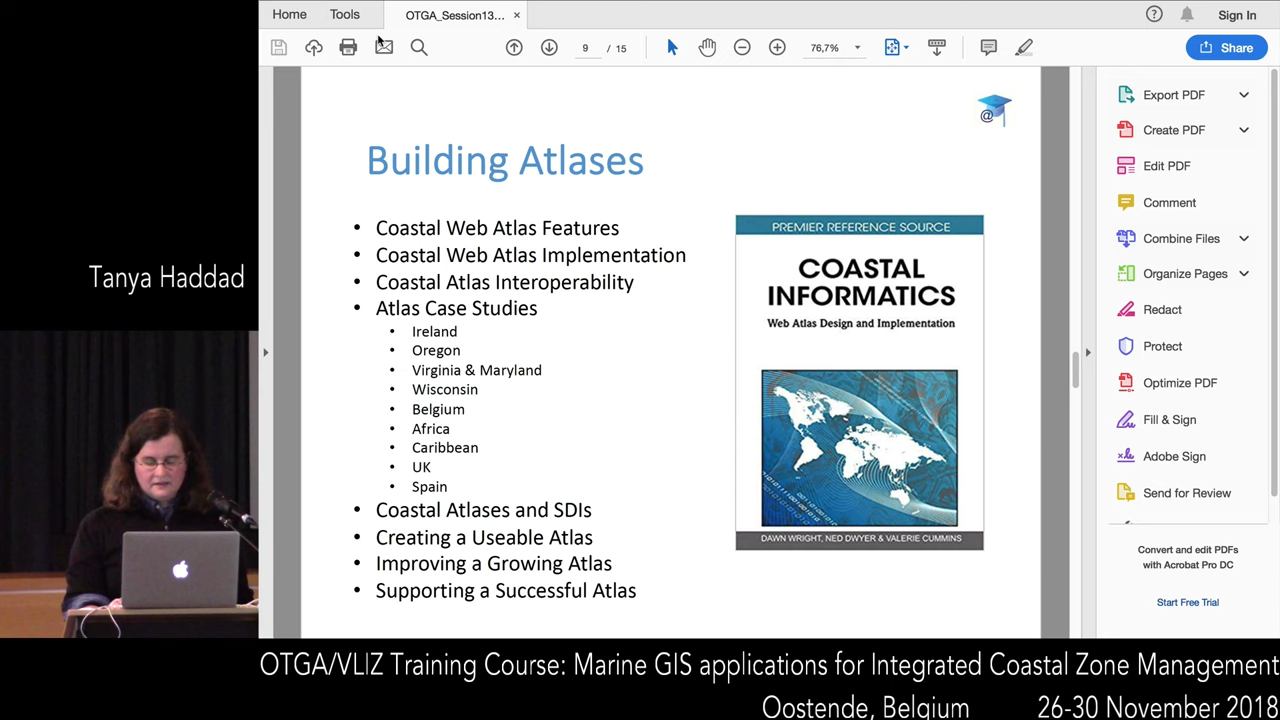 Home
Tools
OTGA_Session13... ×
Sign In
9 / 15
76,7%
Share
@
Building Atlases
• Coastal Web Atlas Features
• Coastal Web Atlas Implementation
• Coastal Atlas Interoperability
• Atlas Case Studies
• Ireland
• Oregon
• Virginia & Maryland
• Wisconsin
• Belgium
• Africa
• Caribbean
• UK
• Spain
• Coastal Atlases and SDIs
• Creating a Useable Atlas
• Improving a Growing Atlas
• Supporting a Successful Atlas
PREMIER REFERENCE SOURCE
COASTAL
INFORMATICS
Web Atlas Design and Implementation
DAWN WRIGHT, NED DWYER & VALERIE CUMMINS
Export PDF
Create PDF
Edit PDF
Comment
Combine Files
Organize Pages
Redact
Protect
Optimize PDF
Fill & Sign
Adobe Sign
Send for Review
Convert and edit PDFs
with Acrobat Pro DC
Start Free Trial
Tanya Haddad
OTGA/VLIZ Training Course: Marine GIS applications for Integrated Coastal Zone Management
Oostende, Belgium 26-30 November 2018